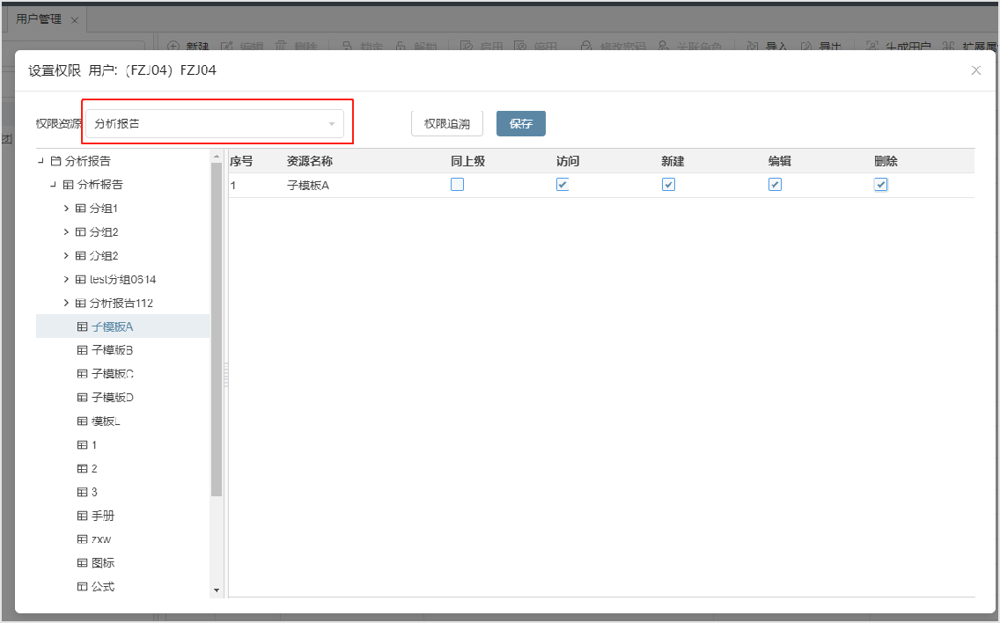 用户管理 ×
新建 编辑 删除 锁定 解锁 启用 停用 修改密码 关联角色 导入 导出 生成用户 扩展属
设置权限 用户:（FZJ04）FZJ04
权限资源 分析报告 权限追溯 保存
团
分析报告
分析报告
分组1
分组2
分组2
test分组0614
分析报告112
子模板A
子模板B
子模板C
子模板D
模板L
1
2
3
手册
zxw
图标
公式
序号 资源名称 同上级 访问 新建 编辑 删除
1 子模板A